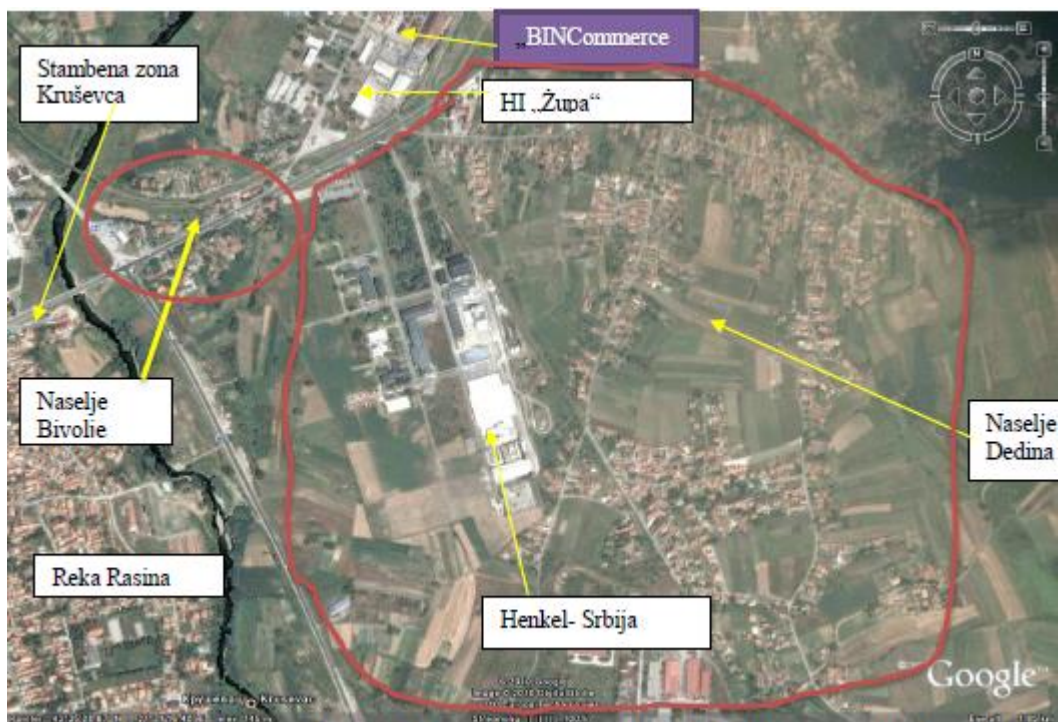 „BINCommerce
Stambena zona
Kruševca
HI „Župa“
N
Naselje
Bivolje
Naselje
Dedina
Reka Rasina
Henkel- Srbija
Google